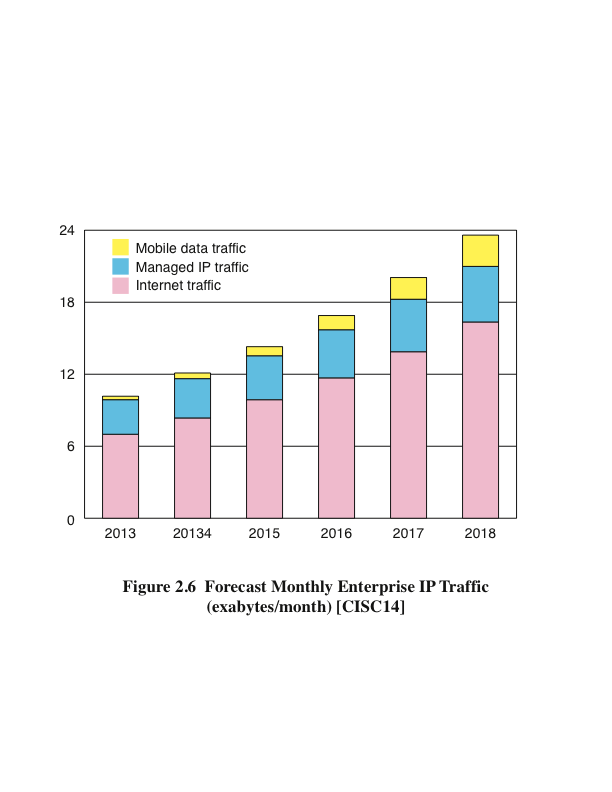 24
Mobile data traffic
Managed IP traffic
Internet traffic
18
12
6
0
2013 20134 2015 2016 2017 2018
Figure 2.6 Forecast Monthly Enterprise IP Traffic
(exabytes/month) [CISC14]